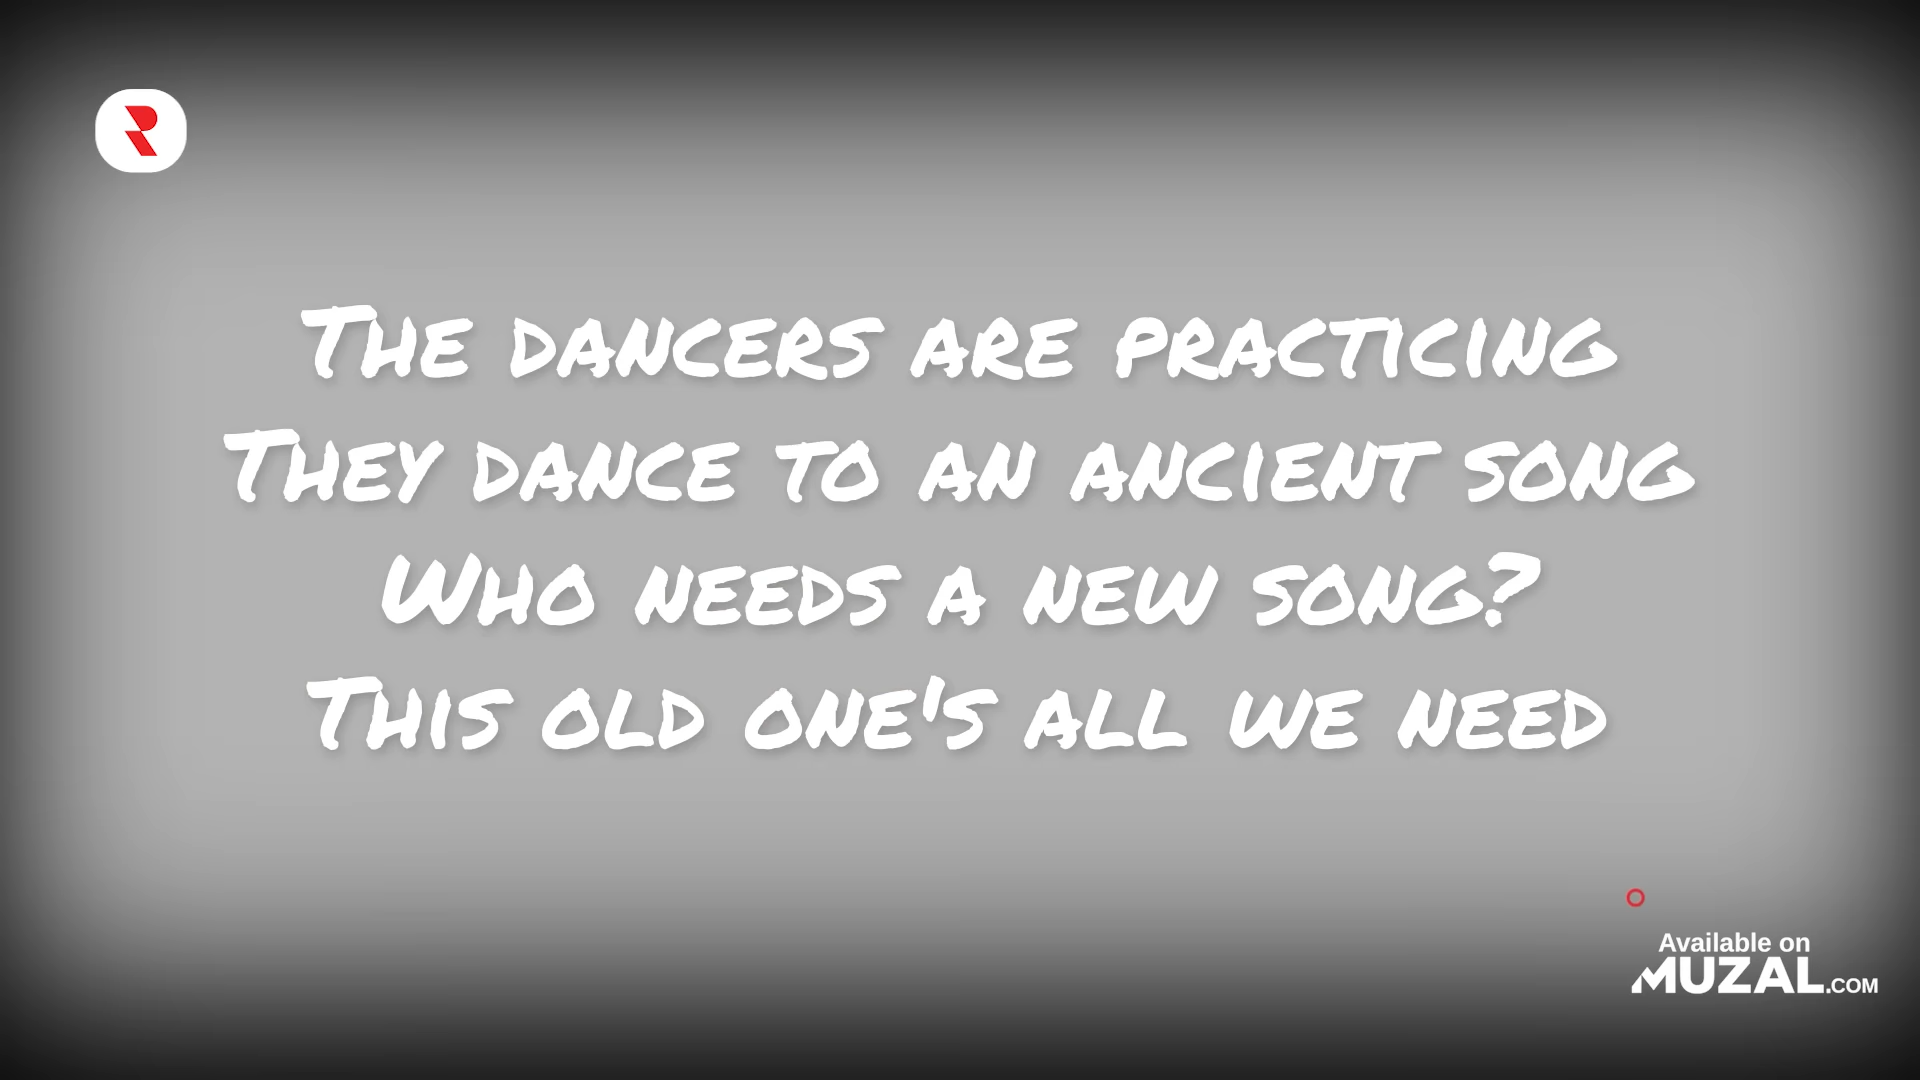 R
The dancers are practicing
They dance to an ancient song
Who needs a new song?
This old one's all we need
Available on
MUZAL.COM